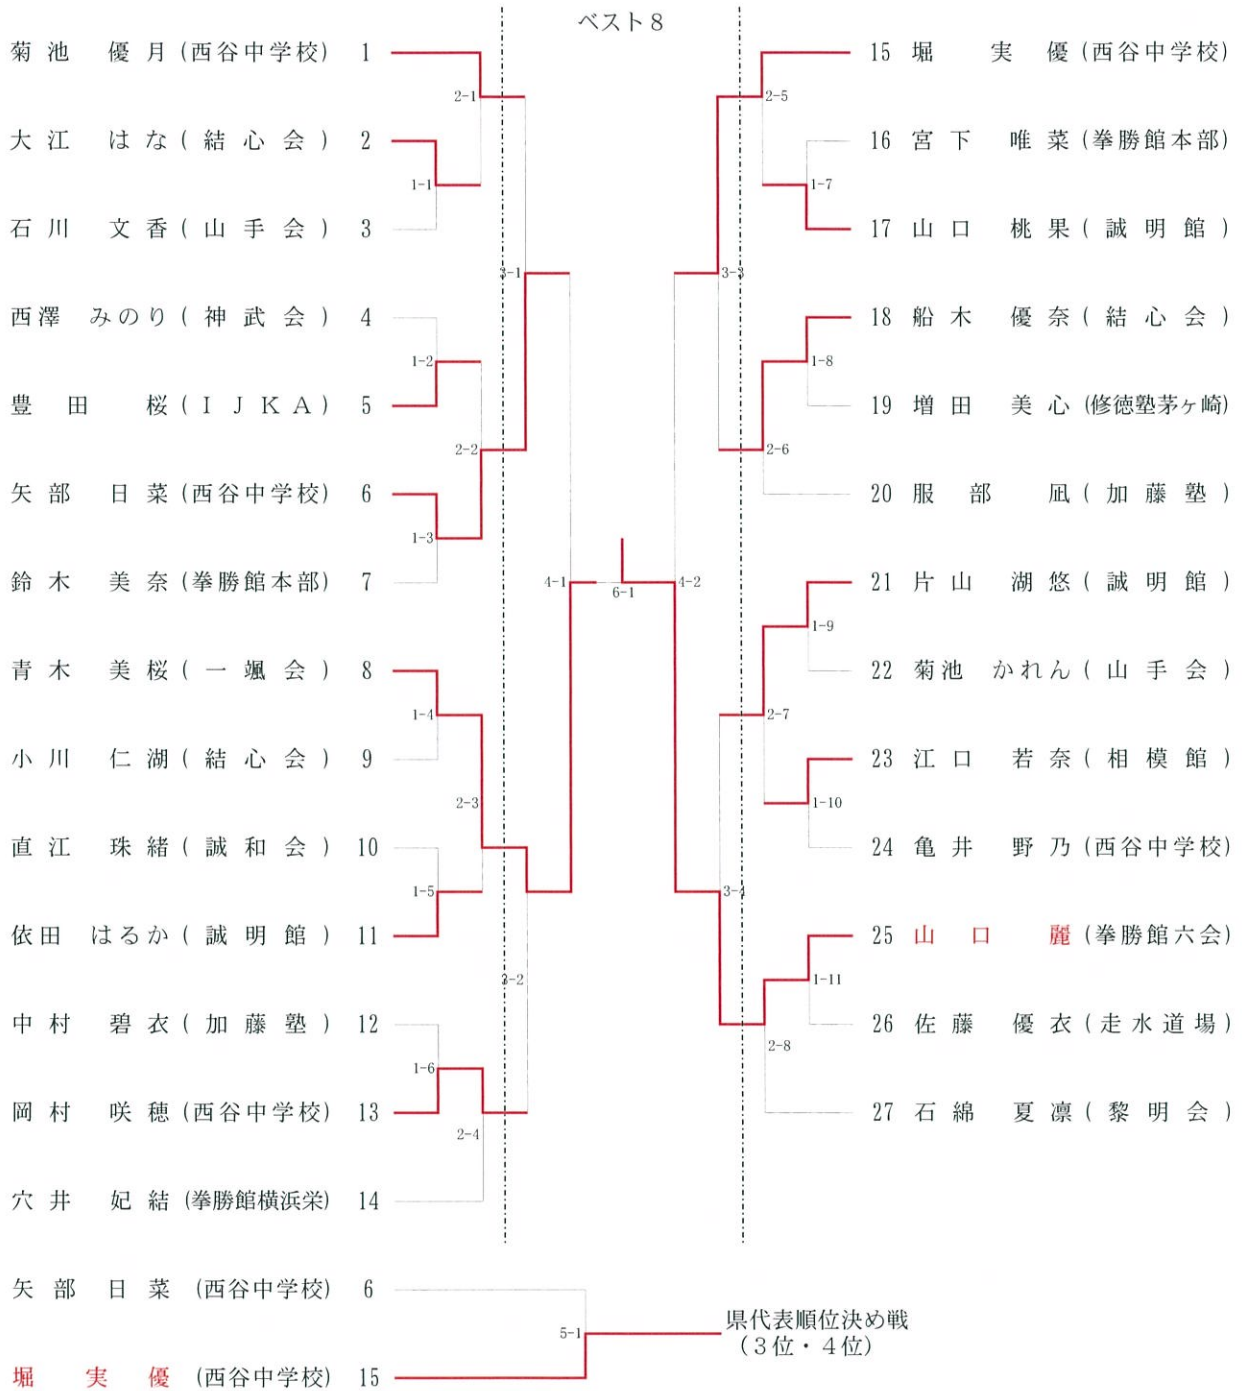 ベスト８
菊池 優月(西谷中学校) 1
大江 はな(結心会) 2
石川 文香(山手会) 3
西澤 みのり(神武会) 4
豊田 桜(ＩＪＫＡ) 5
矢部 日菜(西谷中学校) 6
鈴木 美奈(拳勝館本部) 7
青木 美桜(一颯会) 8
小川 仁湖(結心会) 9
直江 珠緒(誠和会) 10
依田 はるか(誠明館) 11
中村 碧衣(加藤塾) 12
岡村 咲穂(西谷中学校) 13
穴井 妃結(拳勝館横浜栄) 14
2-1
1-1
3-1
1-2
2-2
1-3
4-1
1-4
2-3
1-5
3-2
1-6
2-4
6-1
15 堀 実優(西谷中学校)
16 宮下 唯菜(拳勝館本部)
17 山口 桃果(誠明館)
18 船木 優奈(結心会)
19 増田 美心(修徳塾茅ヶ崎)
20 服部 凪(加藤塾)
21 片山 湖悠(誠明館)
22 菊池 かれん(山手会)
23 江口 若奈(相模館)
24 亀井 野乃(西谷中学校)
25 山口 麗(拳勝館六会)
26 佐藤 優衣(走水道場)
27 石綿 夏凛(黎明会)
2-5
1-7
3-3
1-8
2-6
4-2
1-9
2-7
1-10
3-4
1-11
2-8
矢部 日菜 (西谷中学校) 6
堀 実優 (西谷中学校) 15
5-1
県代表順位決め戦
（３位・４位）